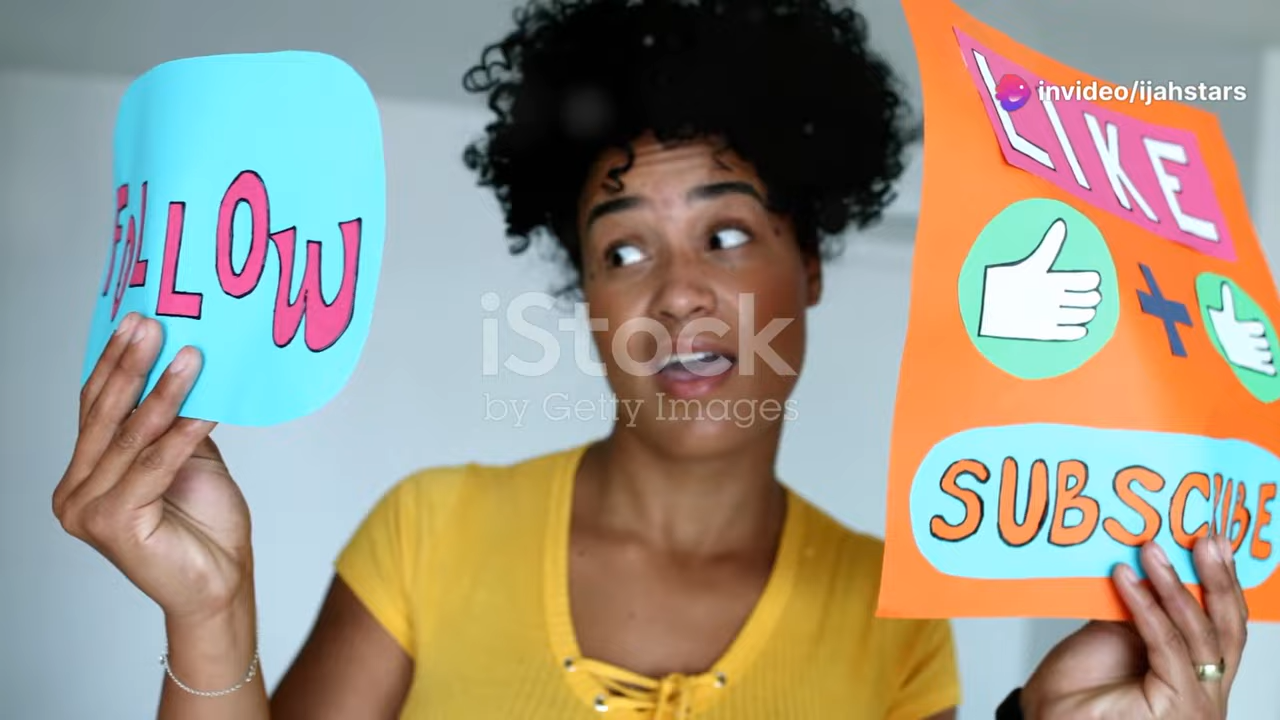 invideo/ijahstars
FOLLOW
LIKE
+
SUBSCRIBE
iStock
by Getty Images